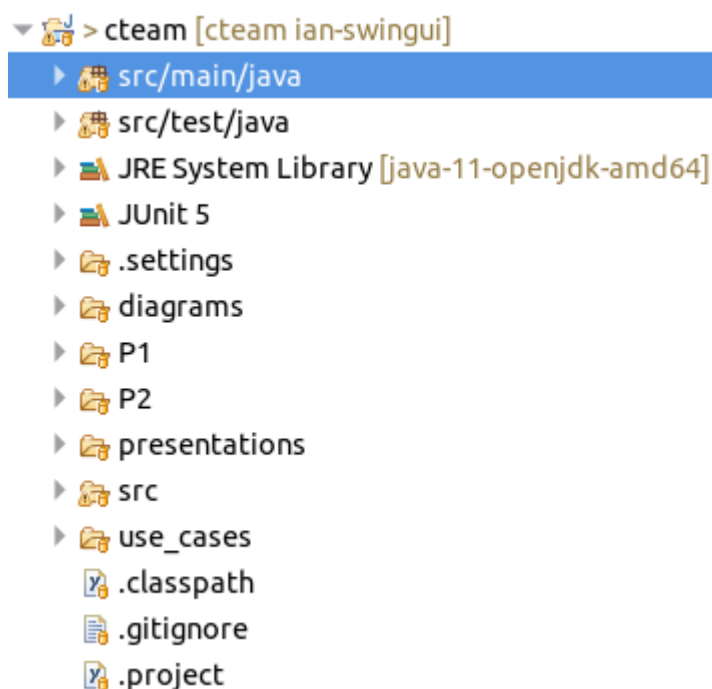 > cteam [cteam ian-swingui]
src/main/java
src/test/java
JRE System Library [java-11-openjdk-amd64]
JUnit 5
.settings
diagrams
P1
P2
presentations
src
use_cases
.classpath
.gitignore
.project